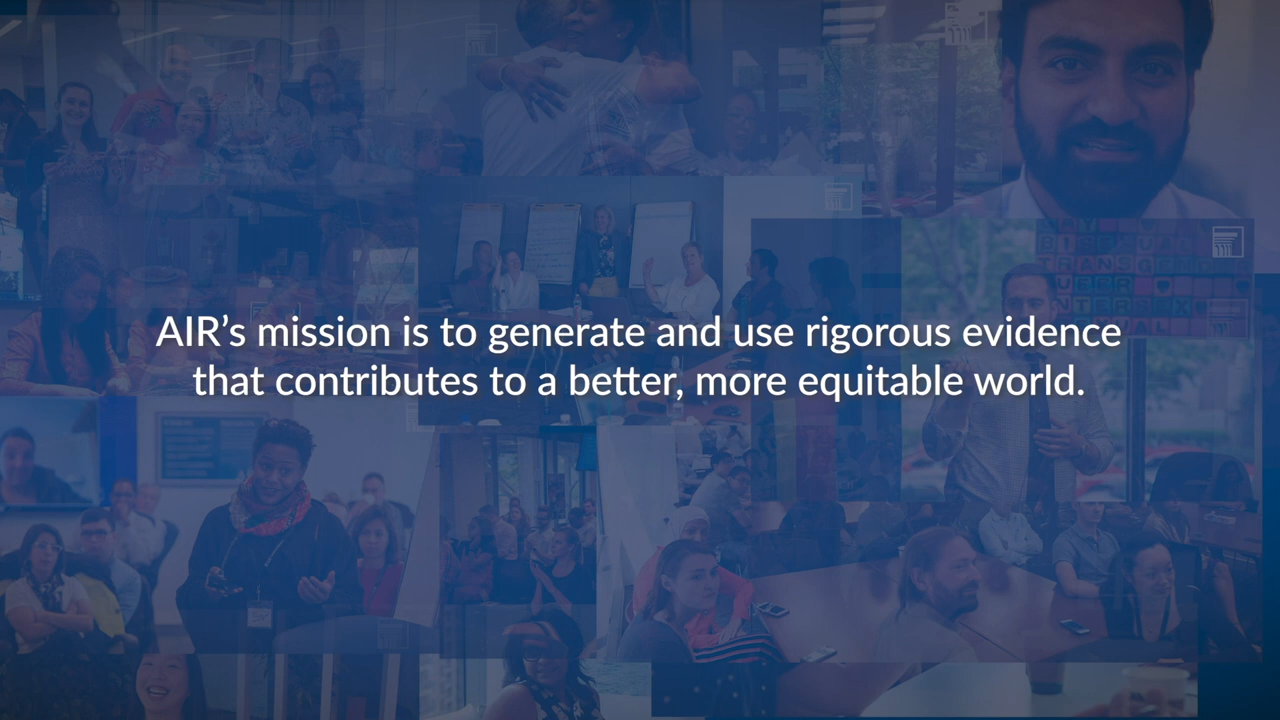 AIR’s mission is to generate and use rigorous evidence
that contributes to a better, more equitable world.